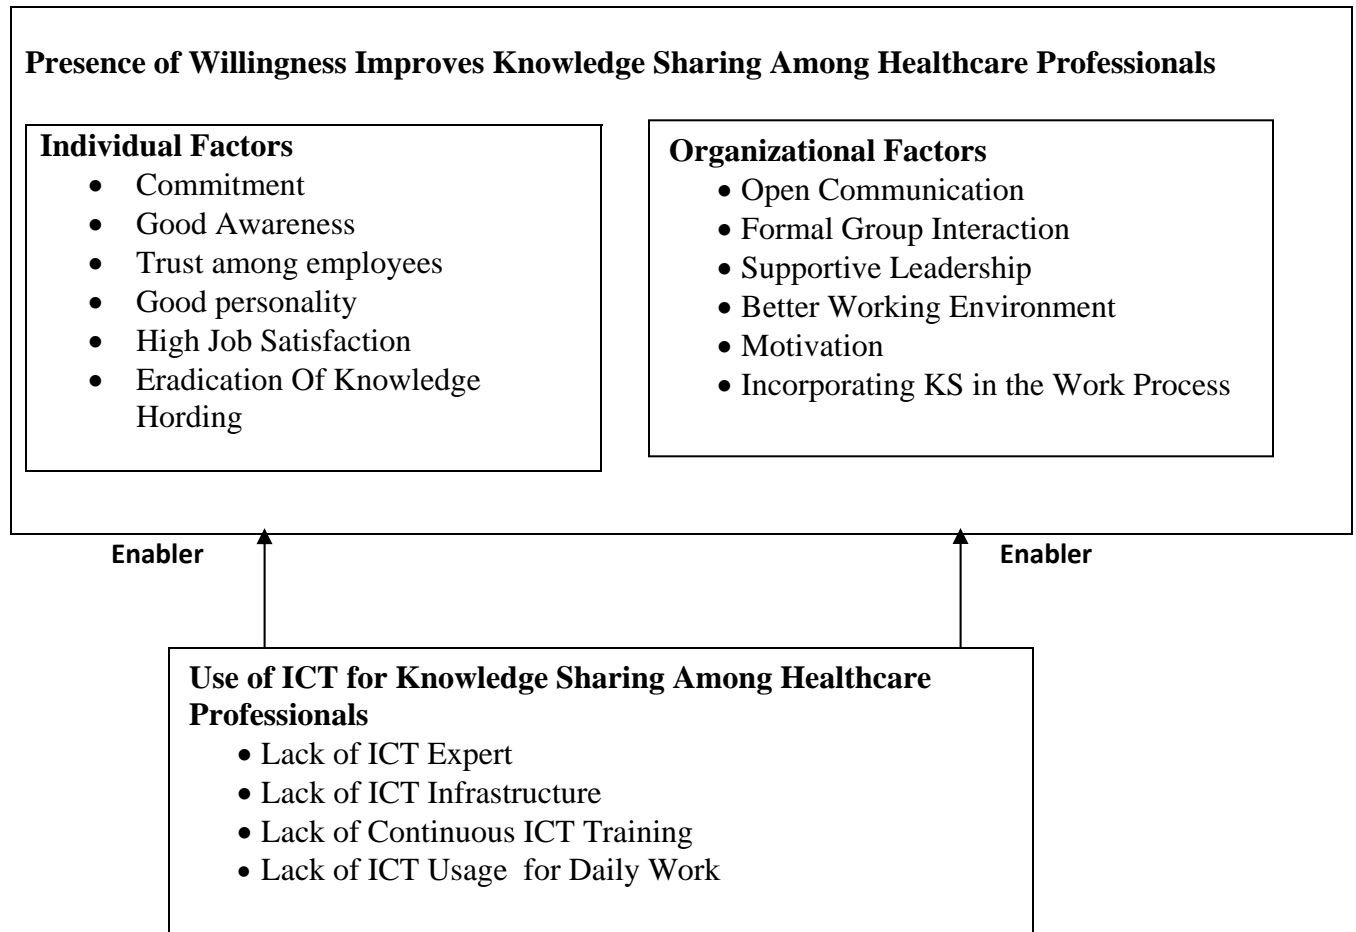 Presence of Willingness Improves Knowledge Sharing Among Healthcare Professionals
Individual Factors
• Commitment
• Good Awareness
• Trust among employees
• Good personality
• High Job Satisfaction
• Eradication Of Knowledge
Hording
Organizational Factors
• Open Communication
• Formal Group Interaction
• Supportive Leadership
• Better Working Environment
• Motivation
• Incorporating KS in the Work Process
Enabler
Enabler
Use of ICT for Knowledge Sharing Among Healthcare
Professionals
• Lack of ICT Expert
• Lack of ICT Infrastructure
• Lack of Continuous ICT Training
• Lack of ICT Usage for Daily Work